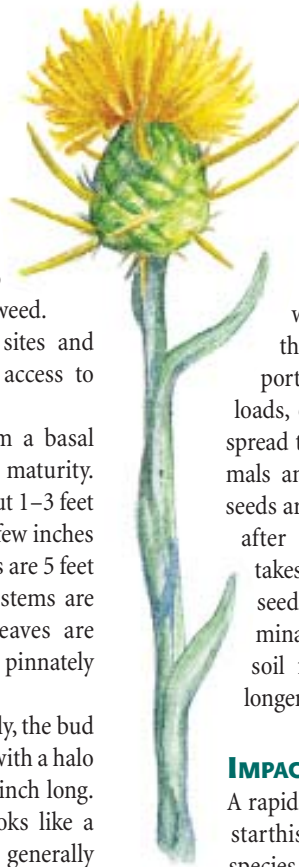 weed.
sites and
access to
m a basal
maturity.
ut 1–3 feet
few inches
s are 5 feet
stems are
eaves are
pinnately
ly, the bud
with a halo
inch long.
oks like a
generally
w
th
port
loads,
spread t
mals an
seeds ar
after
takes
seed
mina
soil
longer
IMPAC
A rapid
starthis
species